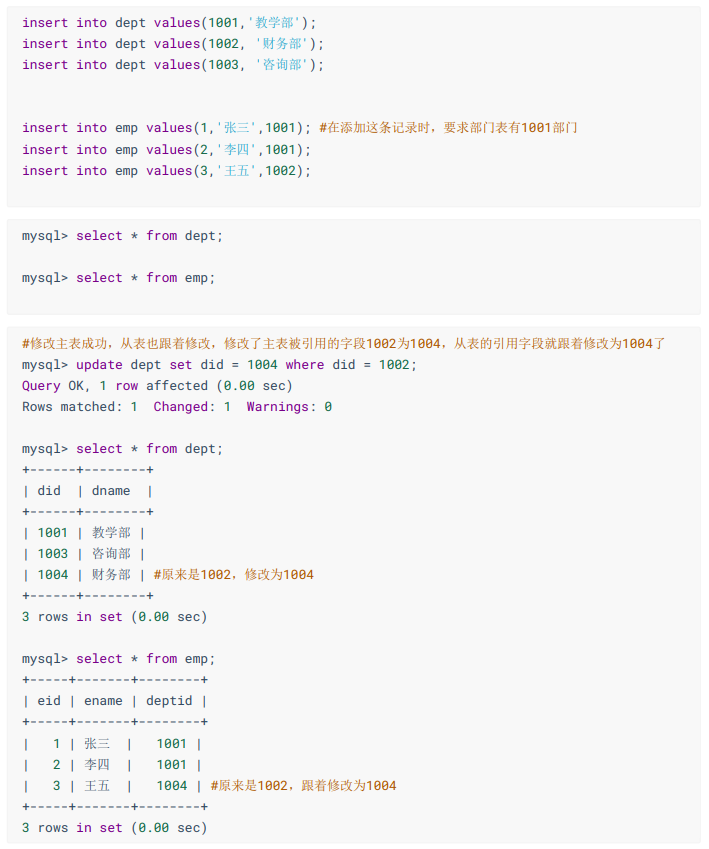 insert into dept values(1001,'教学部');
insert into dept values(1002, '财务部');
insert into dept values(1003, '咨询部');
insert into emp values(1,'张三',1001); #在添加这条记录时，要求部门表有1001部门
insert into emp values(2,'李四',1001);
insert into emp values(3,'王五',1002);
mysql> select * from dept;
mysql> select * from emp;
#修改主表成功，从表也跟着修改，修改了主表被引用的字段1002为1004，从表的引用字段就跟着修改为1004了
mysql> update dept set did = 1004 where did = 1002;
Query OK, 1 row affected (0.00 sec)
Rows matched: 1  Changed: 1  Warnings: 0
mysql> select * from dept;
+------+--------+
| did  | dname  |
+------+--------+
| 1001 | 教学部 |
| 1003 | 咨询部 |
| 1004 | 财务部 | #原来是1002，修改为1004
+------+--------+
3 rows in set (0.00 sec)
mysql> select * from emp;
+-----+-------+--------+
| eid | ename | deptid |
+-----+-------+--------+
|   1 | 张三  |   1001 |
|   2 | 李四  |   1001 |
|   3 | 王五  |   1004 | #原来是1002，跟着修改为1004
+-----+-------+--------+
3 rows in set (0.00 sec)